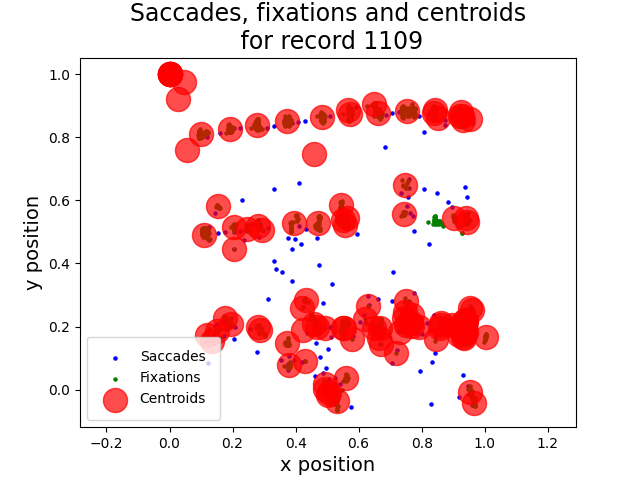 Saccades, fixations and centroids
for record 1109
1.0
0.8
0.6
0.4
0.2
0.0
y position
Saccades
Fixations
Centroids
−0.2
0.0
0.2
0.4
0.6
0.8
1.0
1.2
x position